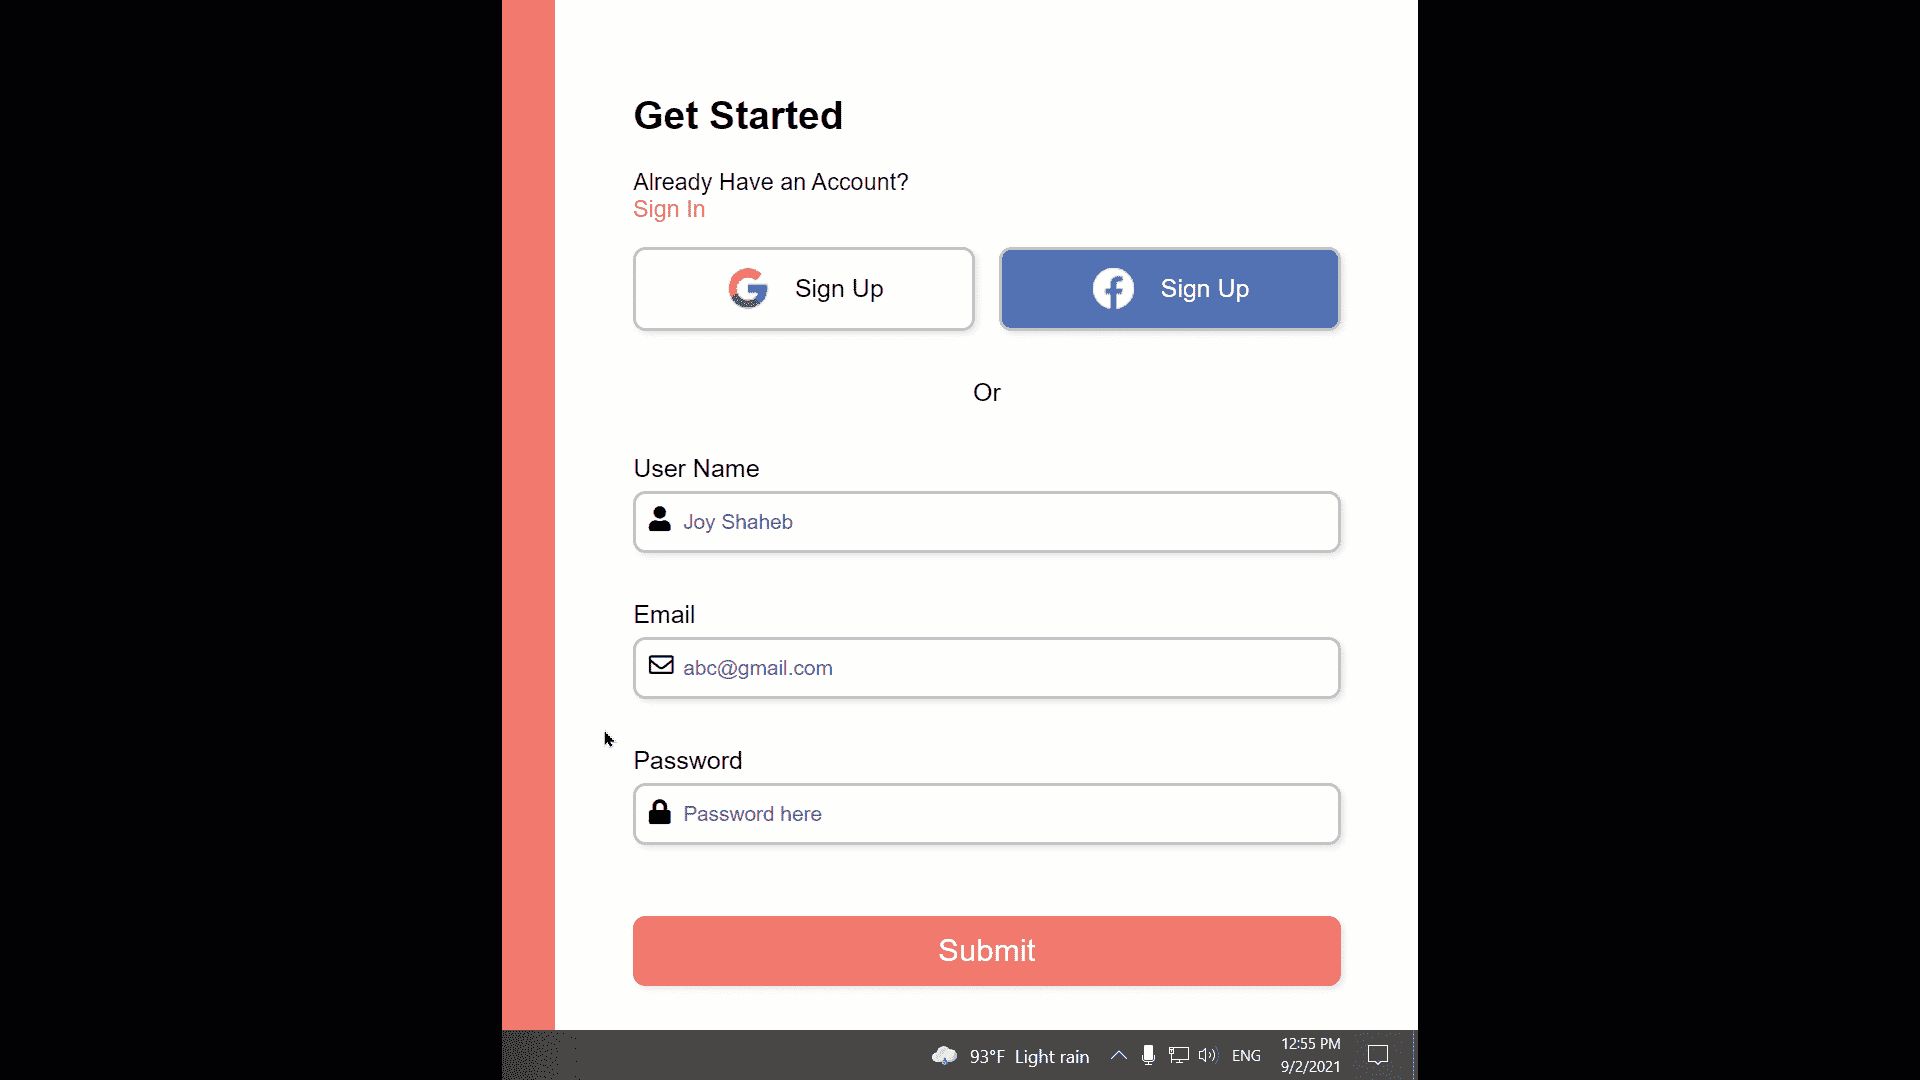 Get Started
Already Have an Account?
Sign In
Sign Up
Sign Up
Or
User Name
Joy Shaheb
Email
abc@gmail.com
Password
Password here
Submit
93°F Light rain
ENG
12:55 PM
9/2/2021